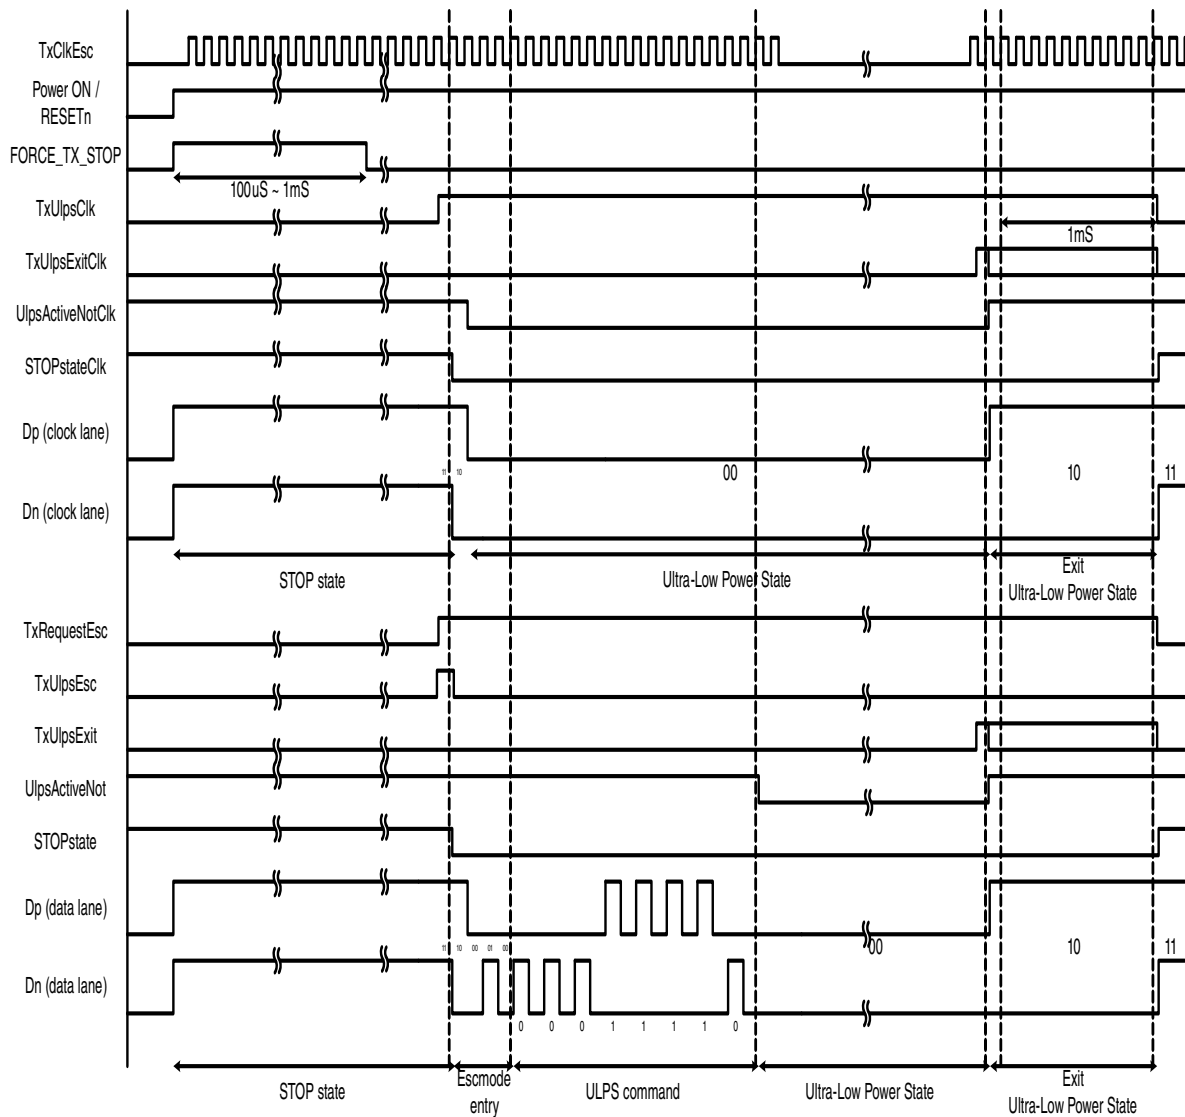 TxClkEsc
Power ON /
RESETn
FORCE_TX_STOP
100uS ~ 1mS
TxUlpsClk
1mS
TxUlpsExitClk
UlpsActiveNotClk
STOPstateClk
Dp (clock lane)
11 10 00 10 11
Dn (clock lane)
STOP state Ultra-Low Power State Exit
Ultra-Low Power State
TxRequestEsc
TxUlpsEsc
TxUlpsExit
UlpsActiveNot
STOPstate
Dp (data lane)
11 10 00 01 00 00 10 11
Dn (data lane)
0 0 0 1 1 1 1 0
STOP state Escmode ULPS command Ultra-Low Power State Exit
entry Ultra-Low Power State